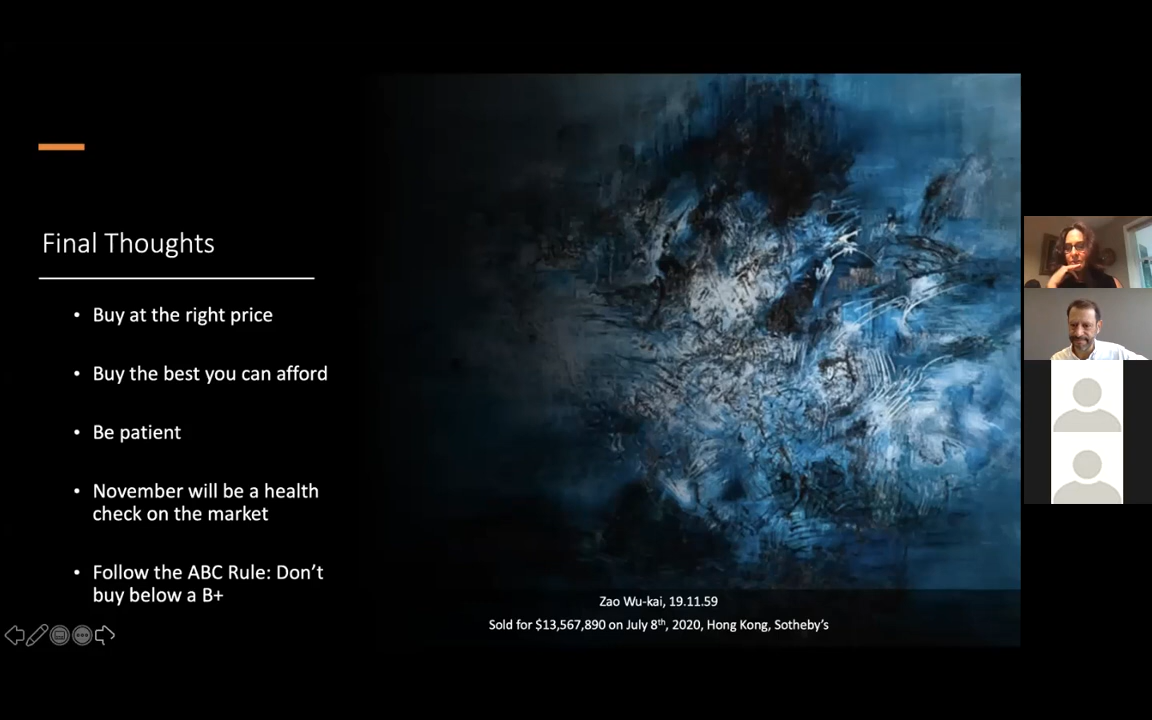 Final Thoughts
• Buy at the right price
• Buy the best you can afford
• Be patient
• November will be a health
check on the market
• Follow the ABC Rule: Don’t
buy below a B+
Zao Wu-kai, 19.11.59
Sold for $13,567,890 on July 8th, 2020, Hong Kong, Sotheby’s